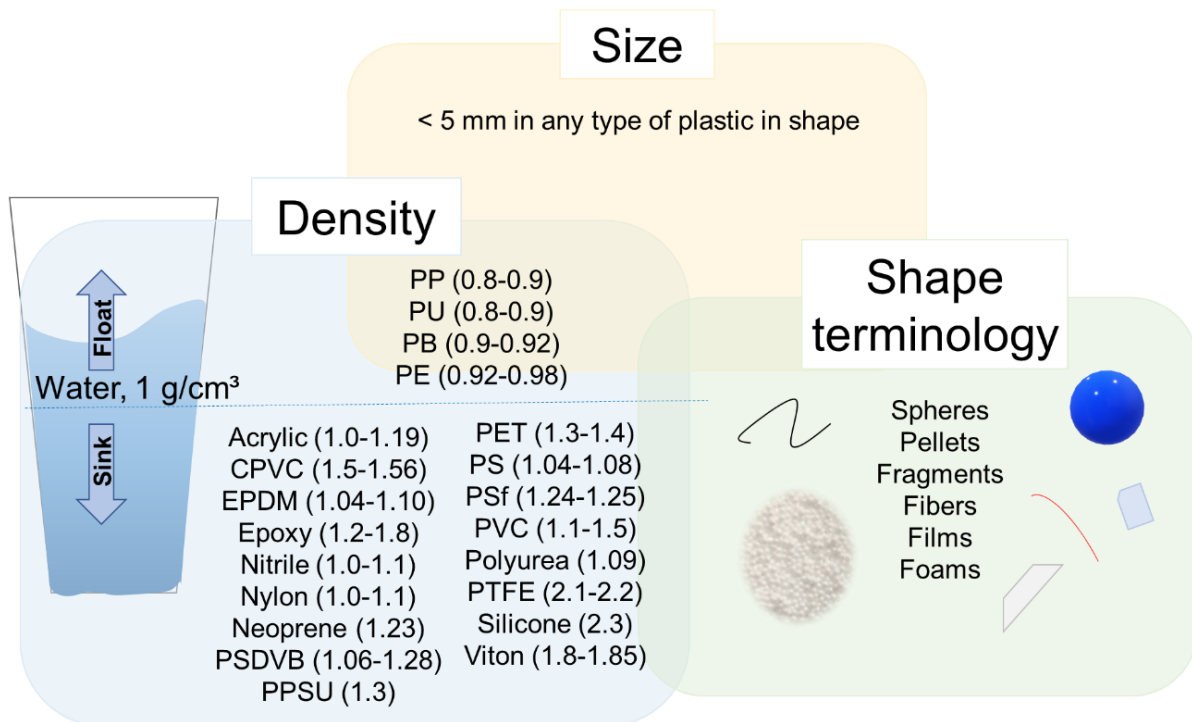 Size
< 5 mm in any type of plastic in shape
Density
PP (0.8-0.9)
PU (0.8-0.9)
PB (0.9-0.92)
PE (0.92-0.98)
Float
Water, 1 g/cm³
Sink
Acrylic (1.0-1.19)
CPVC (1.5-1.56)
EPDM (1.04-1.10)
Epoxy (1.2-1.8)
Nitrile (1.0-1.1)
Nylon (1.0-1.1)
Neoprene (1.23)
PSDVB (1.06-1.28)
PPSU (1.3)
PET (1.3-1.4)
PS (1.04-1.08)
PSf (1.24-1.25)
PVC (1.1-1.5)
Polyurea (1.09)
PTFE (2.1-2.2)
Silicone (2.3)
Viton (1.8-1.85)
Shape
terminology
Spheres
Pellets
Fragments
Fibers
Films
Foams